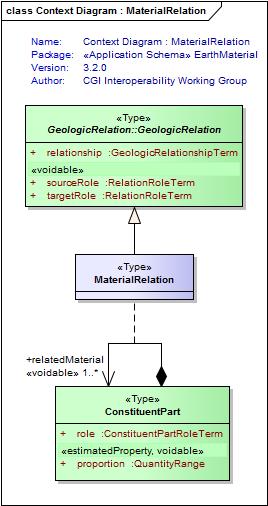 class Context Diagram : MaterialRelation
Name: Context Diagram : MaterialRelation
Package: «Application Schema» EarthMaterial
Version: 3.2.0
Author: CGI Interoperability Working Group
«Type»
GeologicRelation::GeologicRelation
+ relationship :GeologicRelationshipTerm
«voidable»
+ sourceRole :RelationRoleTerm
+ targetRole :RelationRoleTerm
«Type»
MaterialRelation
+relatedMaterial
«voidable» 1..*
«Type»
ConstituentPart
+ role :ConstituentPartRoleTerm
«estimatedProperty, voidable»
+ proportion :QuantityRange